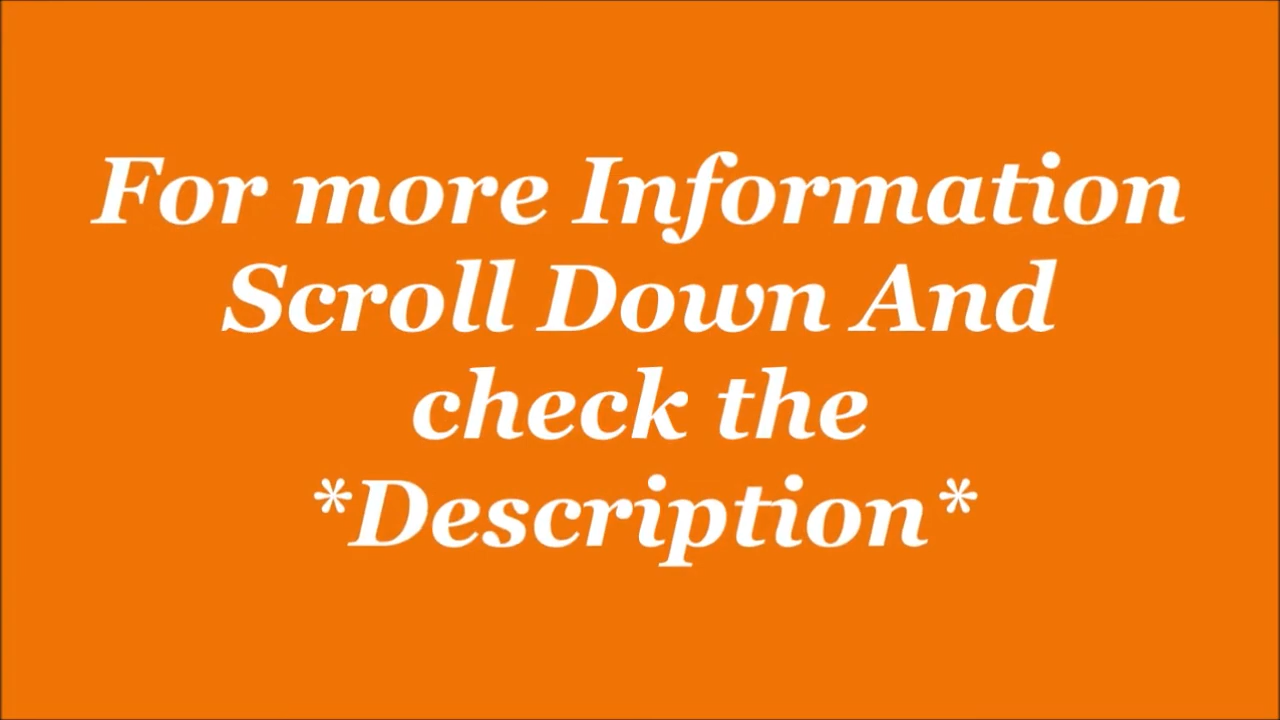 For more Information
Scroll Down And
check the
*Description*